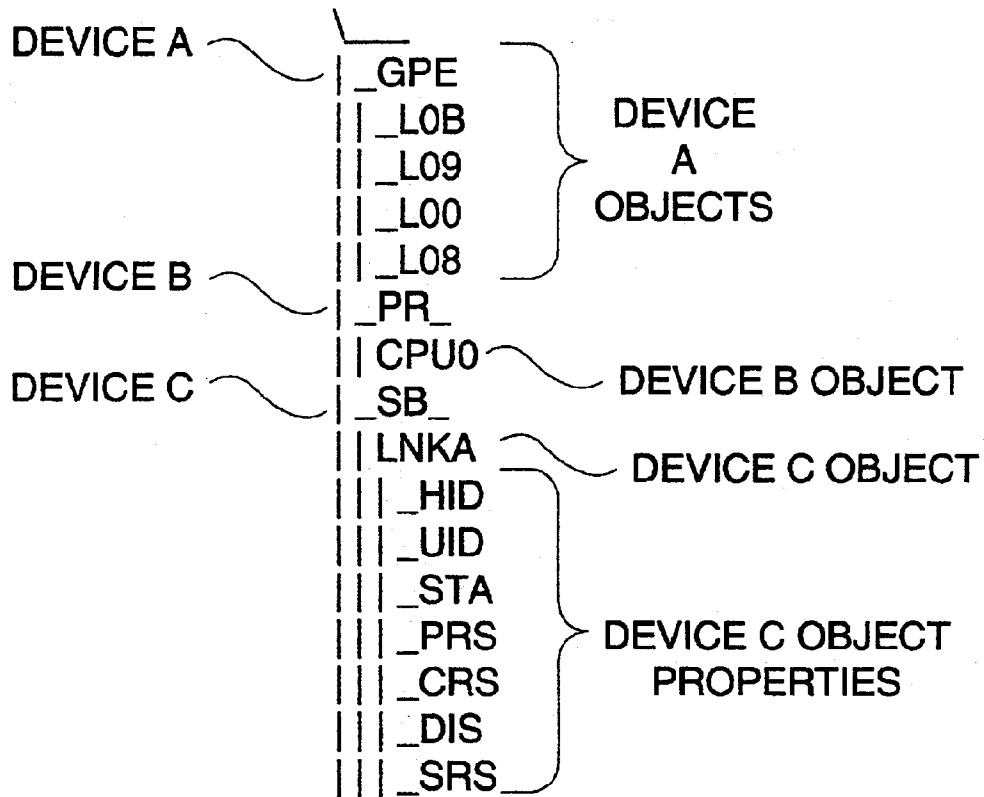 \___
DEVICE A
| _GPE
| | _L0B
| | _L09
| | _L00
| | _L08
DEVICE A OBJECTS
DEVICE B
| _PR_
| | CPU0
DEVICE B OBJECT
DEVICE C
| _SB_
| | LNKA
DEVICE C OBJECT
| | | _HID
| | | _UID
| | | _STA
| | | _PRS
| | | _CRS
| | | _DIS
| | | _SRS
DEVICE C OBJECT
PROPERTIES